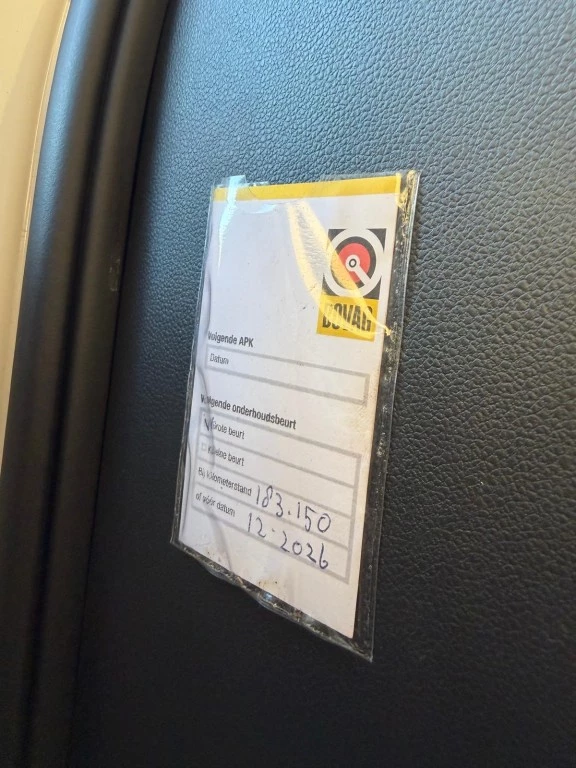 BOVAG
Volgende APK
Datum
Volgende onderhoudsbeurt
Grote beurt
Kleine beurt
Bij kilometerstand 183.150
of vóór datum 12-2026